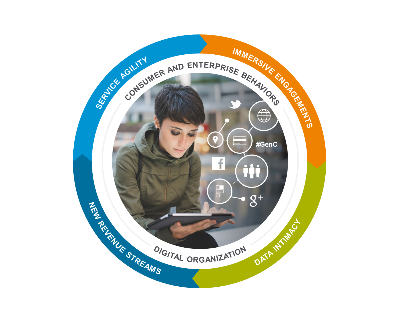 SERVICE AGILITY
IMMERSIVE ENGAGEMENTS
CONSUMER AND ENTERPRISE BEHAVIORS
#GenC
f
g+
DIGITAL ORGANIZATION
NEW REVENUE STREAMS
DATA INTIMACY